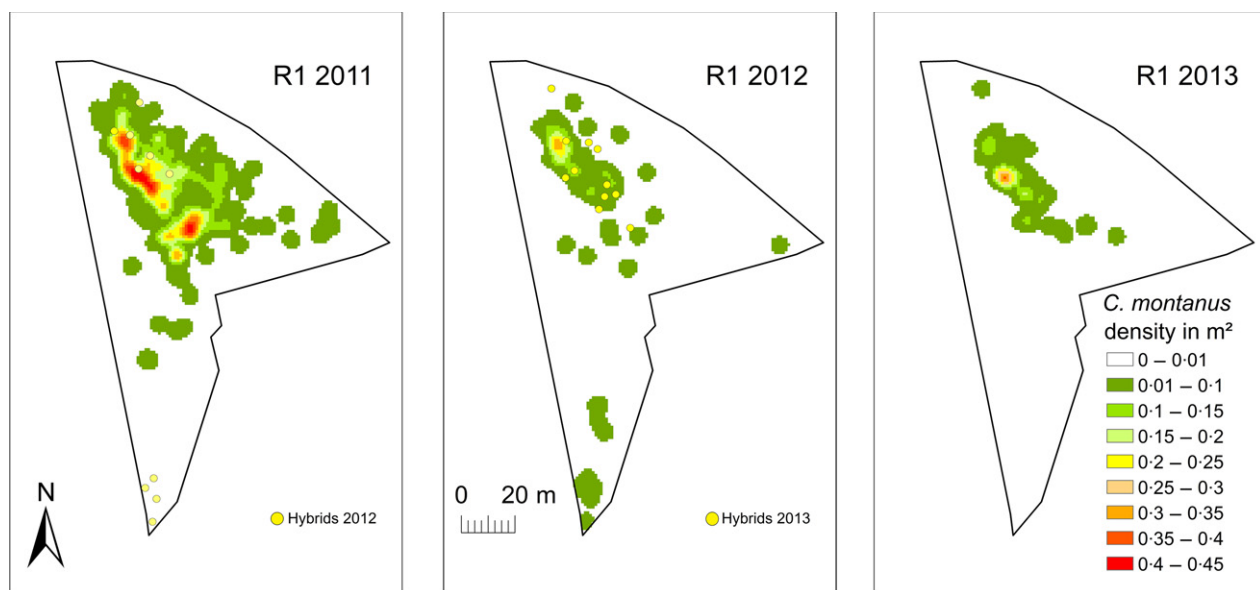 R1 2011
R1 2012
R1 2013
C. montanus
density in m²
0 – 0·01
0·01 – 0·1
0·1 – 0·15
0·15 – 0·2
0·2 – 0·25
0·25 – 0·3
0·3 – 0·35
0·35 – 0·4
0·4 – 0·45
N
0 20 m
Hybrids 2012
Hybrids 2013